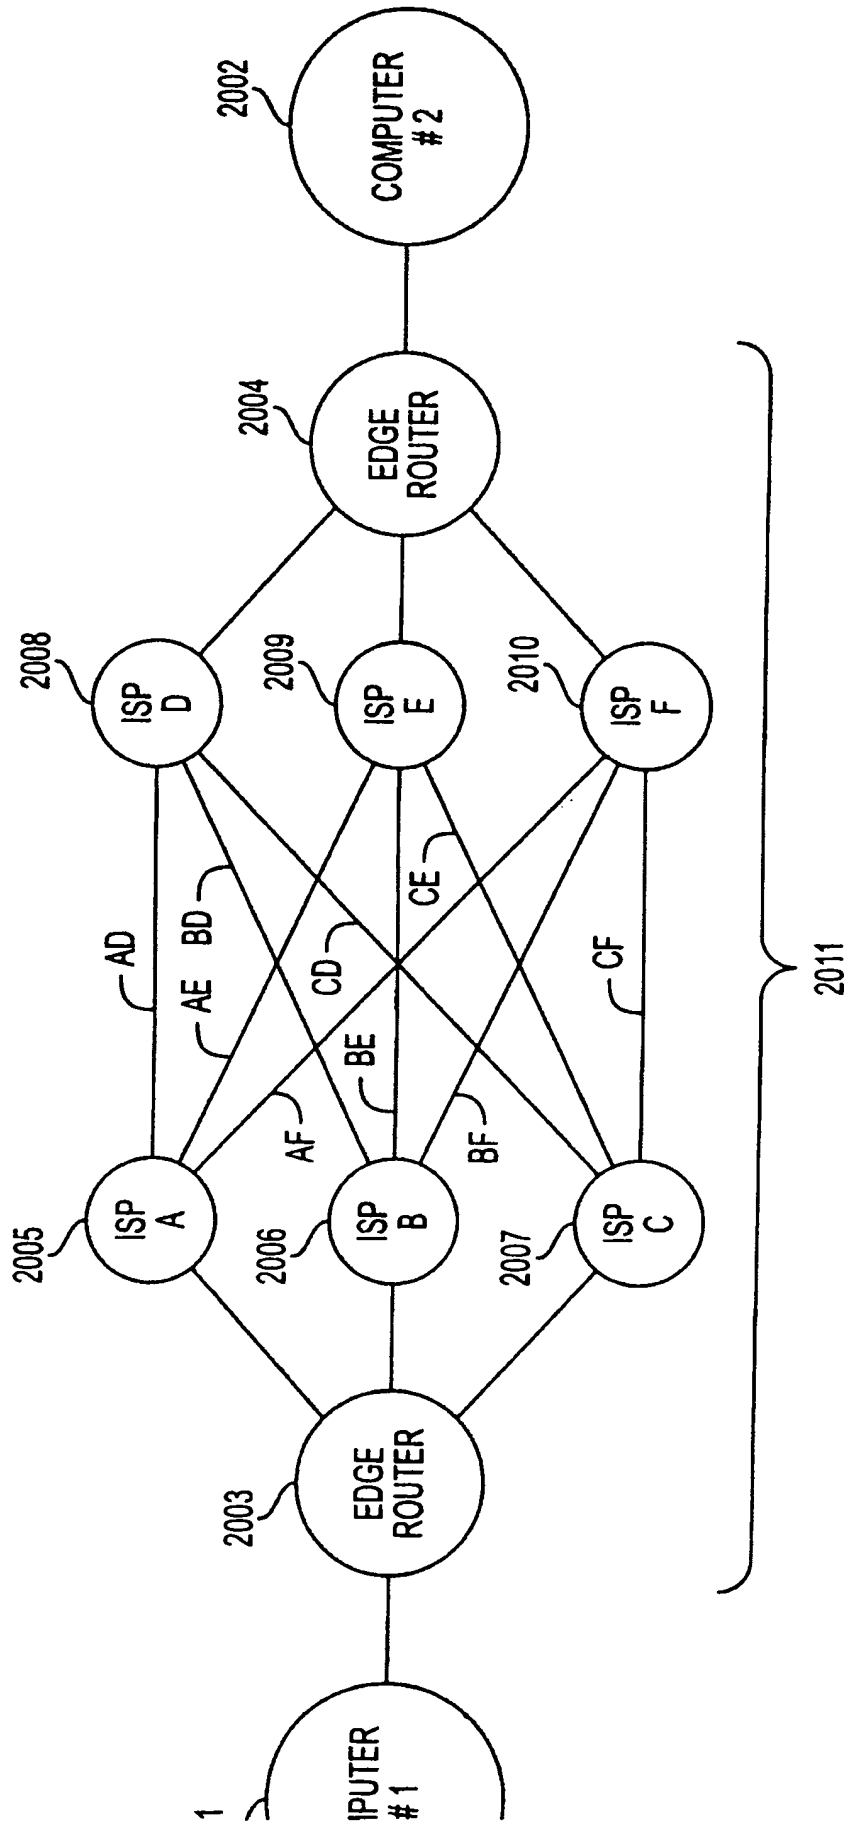 1
IPUTER
#1
2003
EDGE
ROUTER
2005
ISP
A
2006
ISP
B
2007
ISP
C
AD
AE
BD
AF
CD
BE
CE
BF
CF
2008
ISP
D
2009
ISP
E
2010
ISP
F
2004
EDGE
ROUTER
2002
COMPUTER
#2
2011